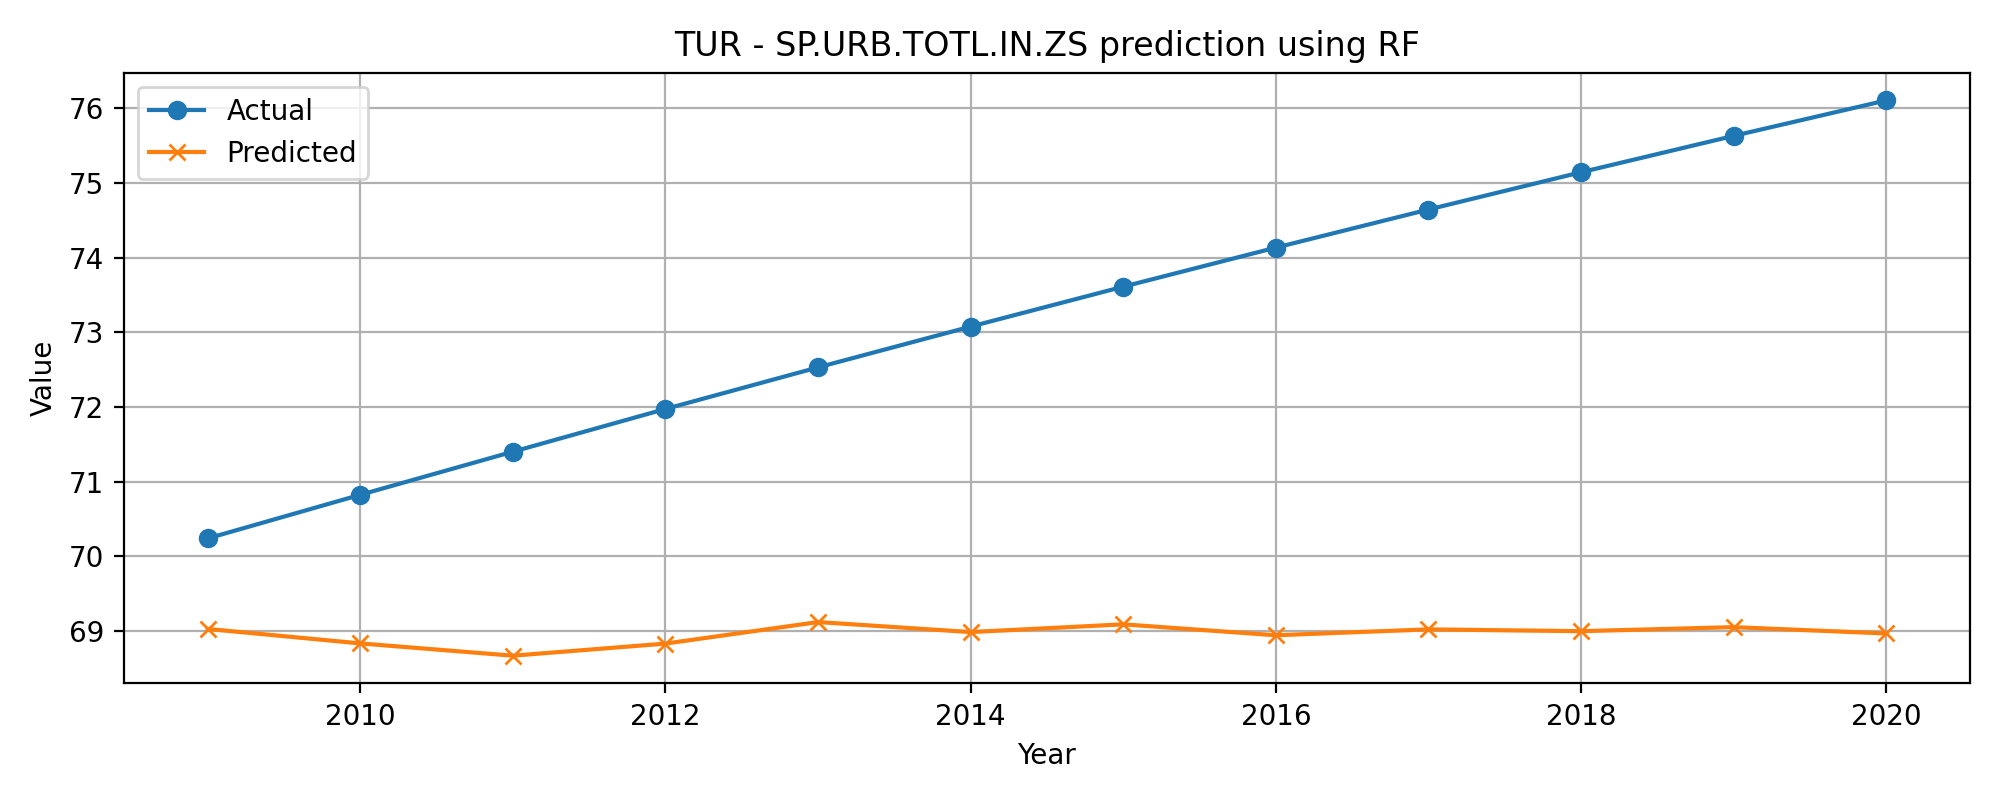 TUR - SP.URB.TOTL.IN.ZS prediction using RF
Actual
Predicted
76
75
74
73
72
71
70
69
Value
2010 2012 2014 2016 2018 2020
Year